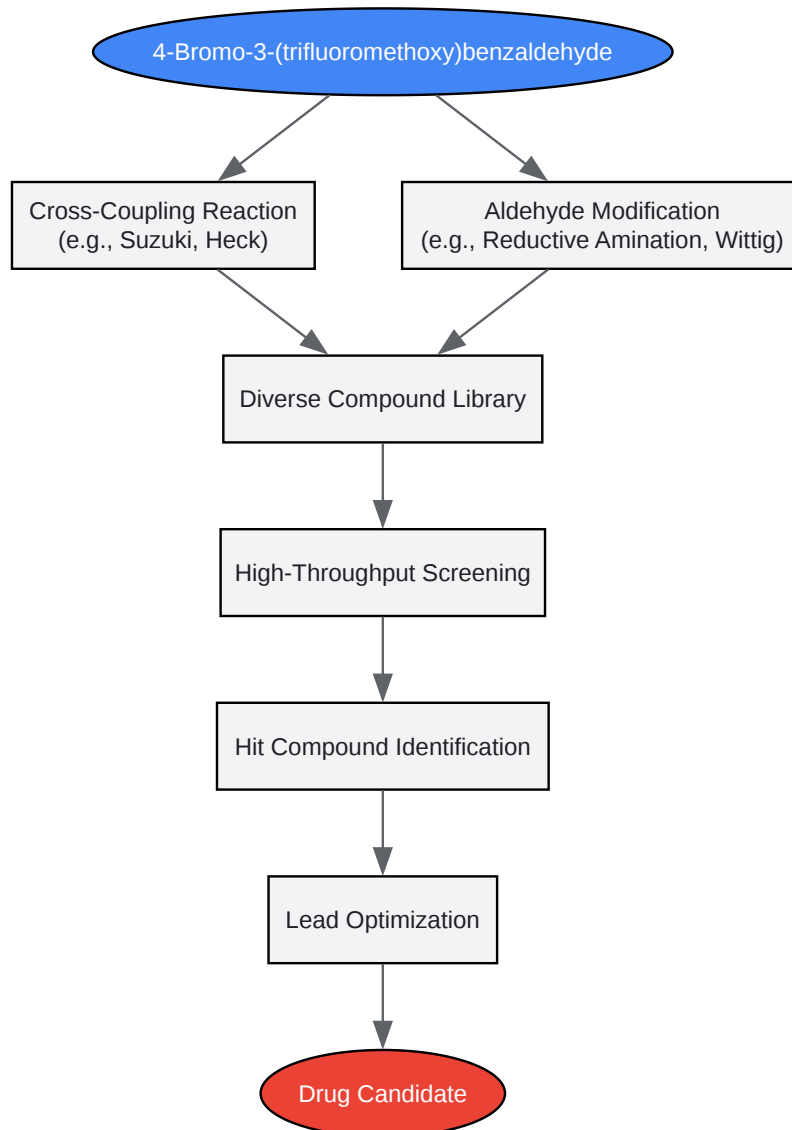 4-Bromo-3-(trifluoromethoxy)benzaldehyde
Cross-Coupling Reaction
(e.g., Suzuki, Heck)
Aldehyde Modification
(e.g., Reductive Amination, Wittig)
Diverse Compound Library
High-Throughput Screening
Hit Compound Identification
Lead Optimization
Drug Candidate